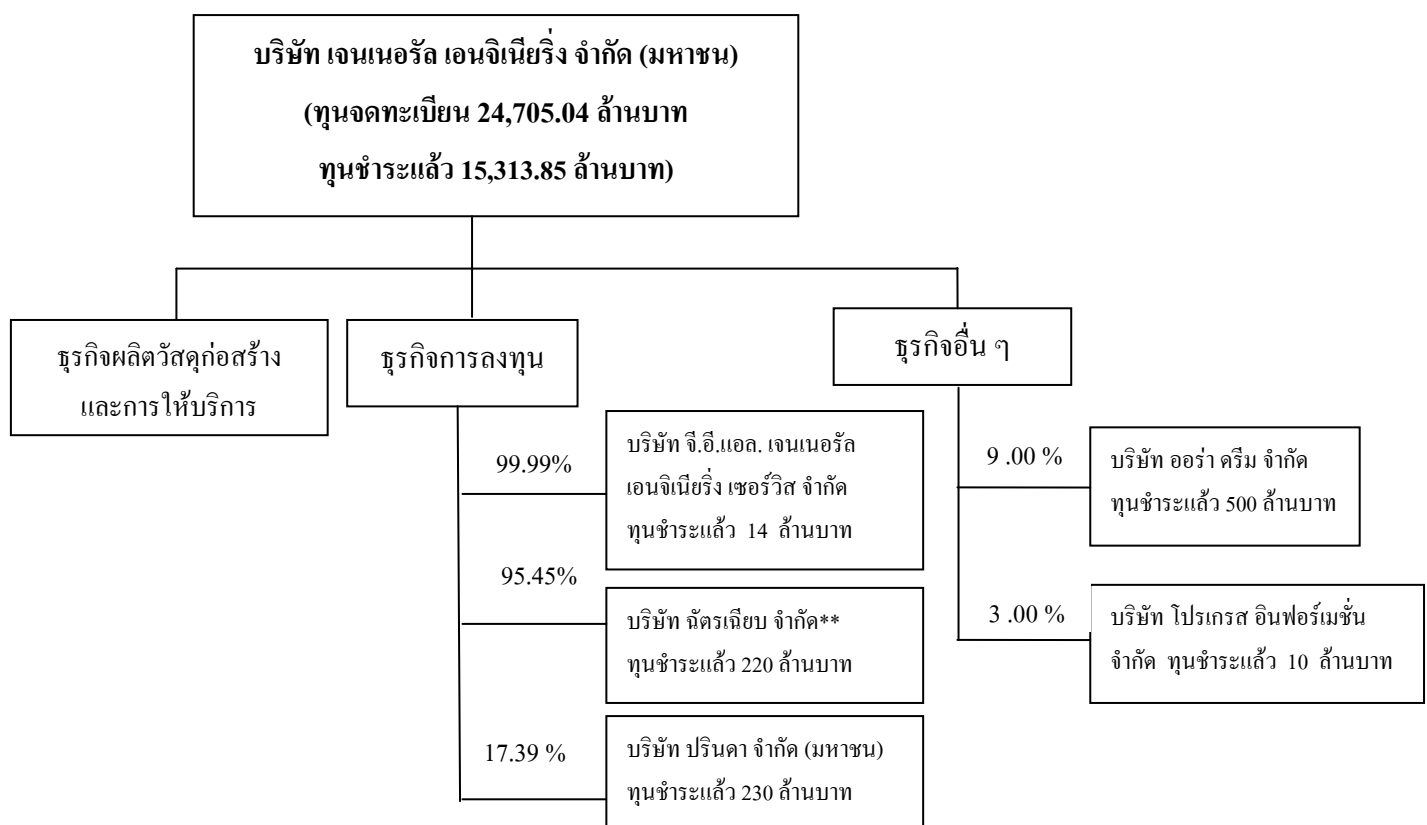 บริษัท เจนเนอรัล เอนจิเนียริ่ง จำกัด (มหาชน)
(ทุนจดทะเบียน 24,705.04 ล้านบาท
ทุนชำระแล้ว 15,313.85 ล้านบาท)
ธุรกิจผลิตวัสดุก่อสร้าง
และการให้บริการ
ธุรกิจการลงทุน
ธุรกิจอื่น ๆ
99.99%
บริษัท จี.อี.แอล. เจนเนอรัล
เอนจิเนียริ่ง เซอร์วิส จำกัด
ทุนชำระแล้ว 14 ล้านบาท
95.45%
บริษัท ฉัตรเฉียบ จำกัด**
ทุนชำระแล้ว 220 ล้านบาท
17.39 %
บริษัท ปรินดา จำกัด (มหาชน)
ทุนชำระแล้ว 230 ล้านบาท
9 .00 %
บริษัท ออร่า ดรีม จำกัด
ทุนชำระแล้ว 500 ล้านบาท
3 .00 %
บริษัท โปรเกรส อินฟอร์เมชั่น
จำกัด ทุนชำระแล้ว 10 ล้านบาท